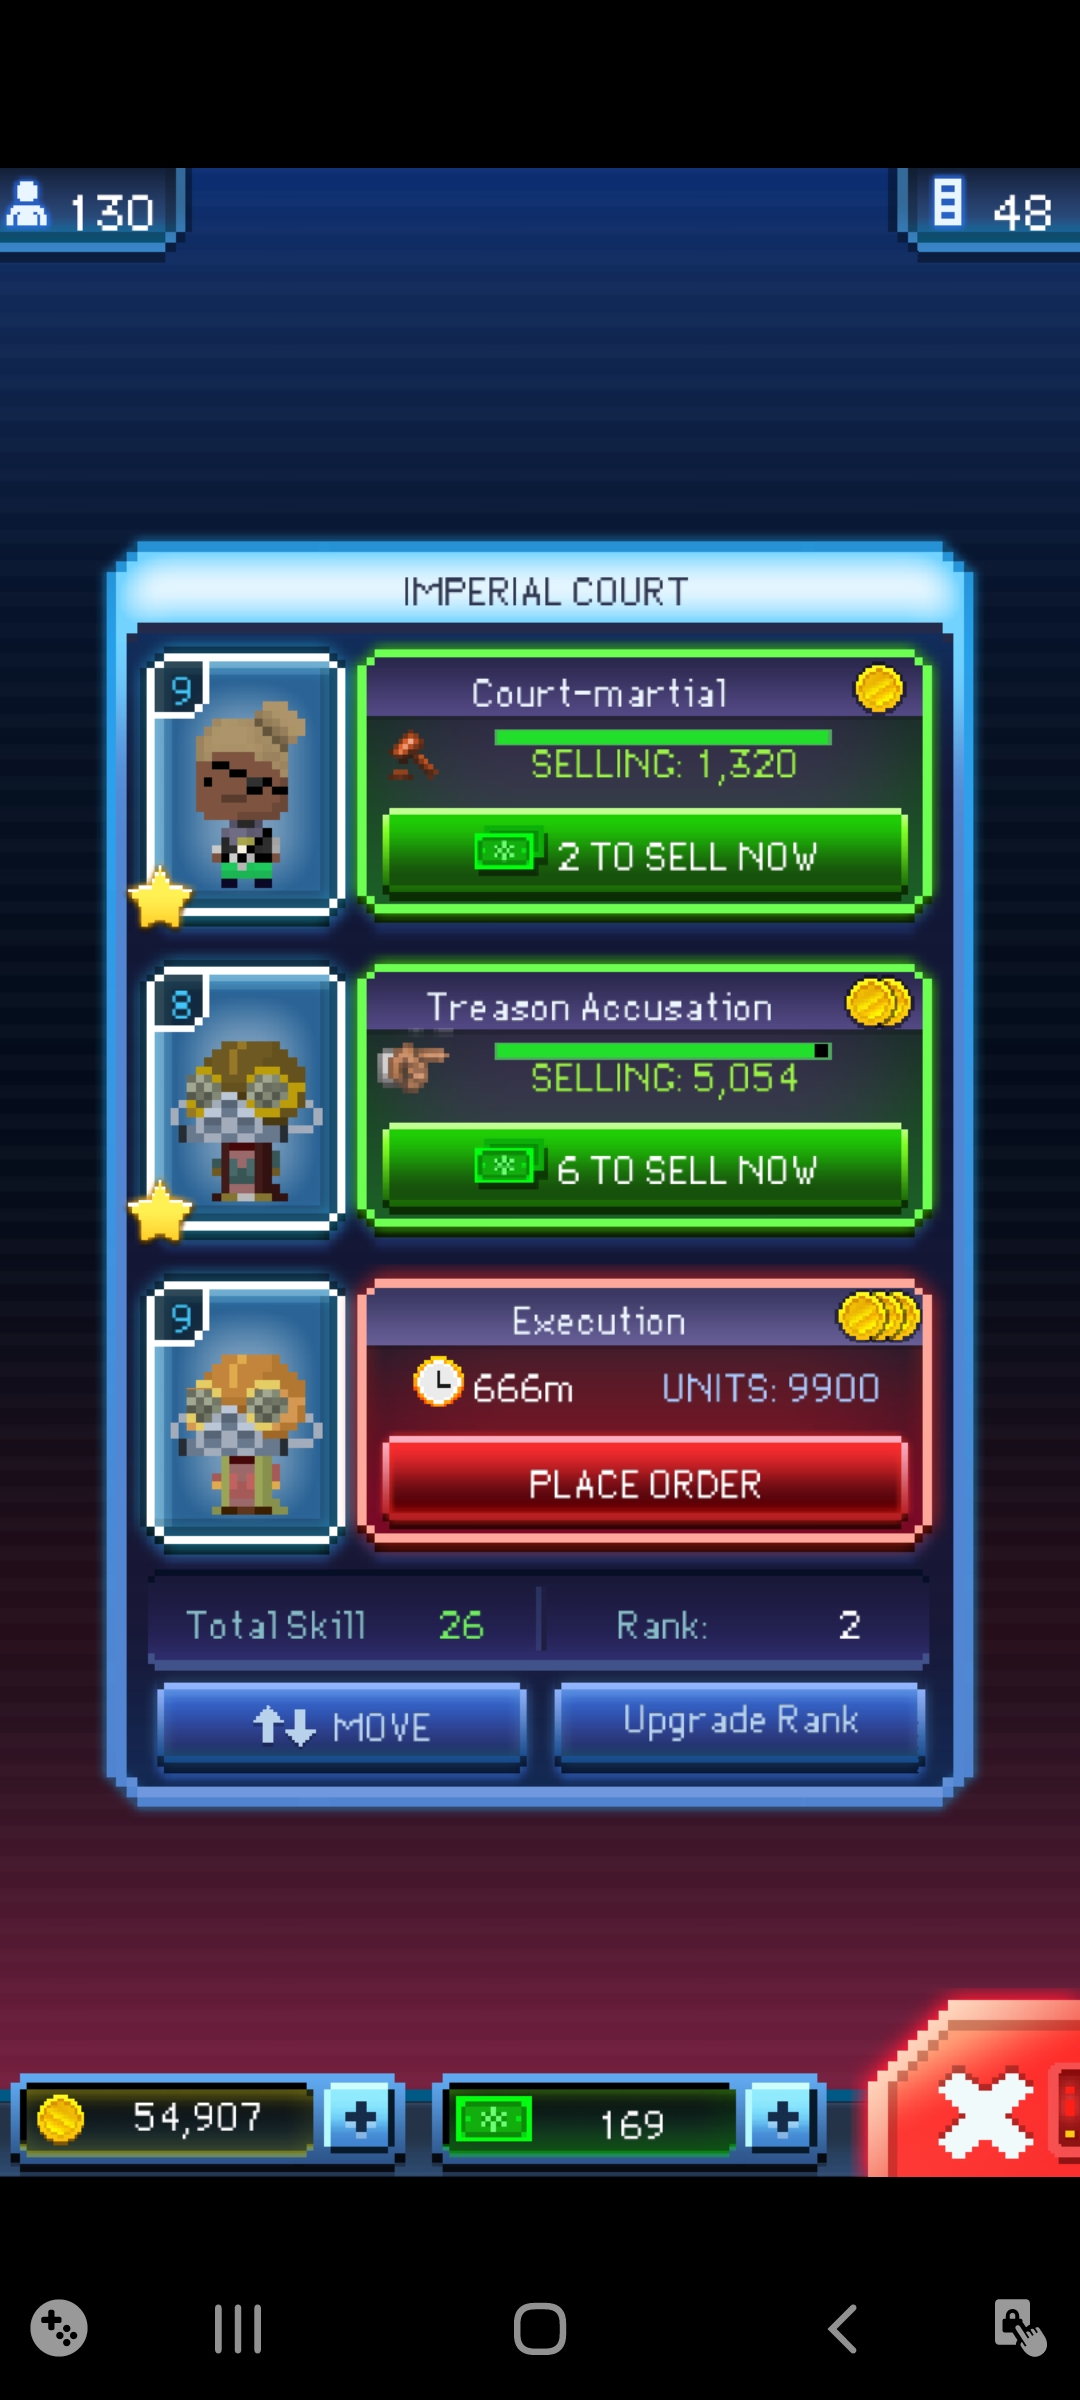 130
48
IMPERIAL COURT
9
Court-martial
SELLING: 1,320
2 TO SELL NOW
8
Treason Accusation
SELLING: 5,054
6 TO SELL NOW
9
Execution
666m UNITS: 9900
PLACE ORDER
Total Skill 26 Rank: 2
MOVE Upgrade Rank
54,907 169